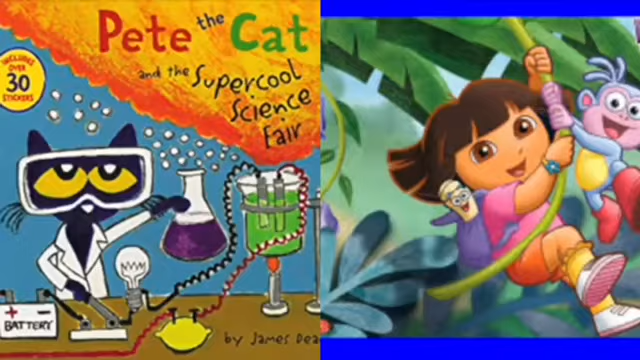 Pete the Cat
and the Supercool
Science
Fair
INCLUDES
OVER
30
STICKERS
+ -
BATTERY
by James Dea